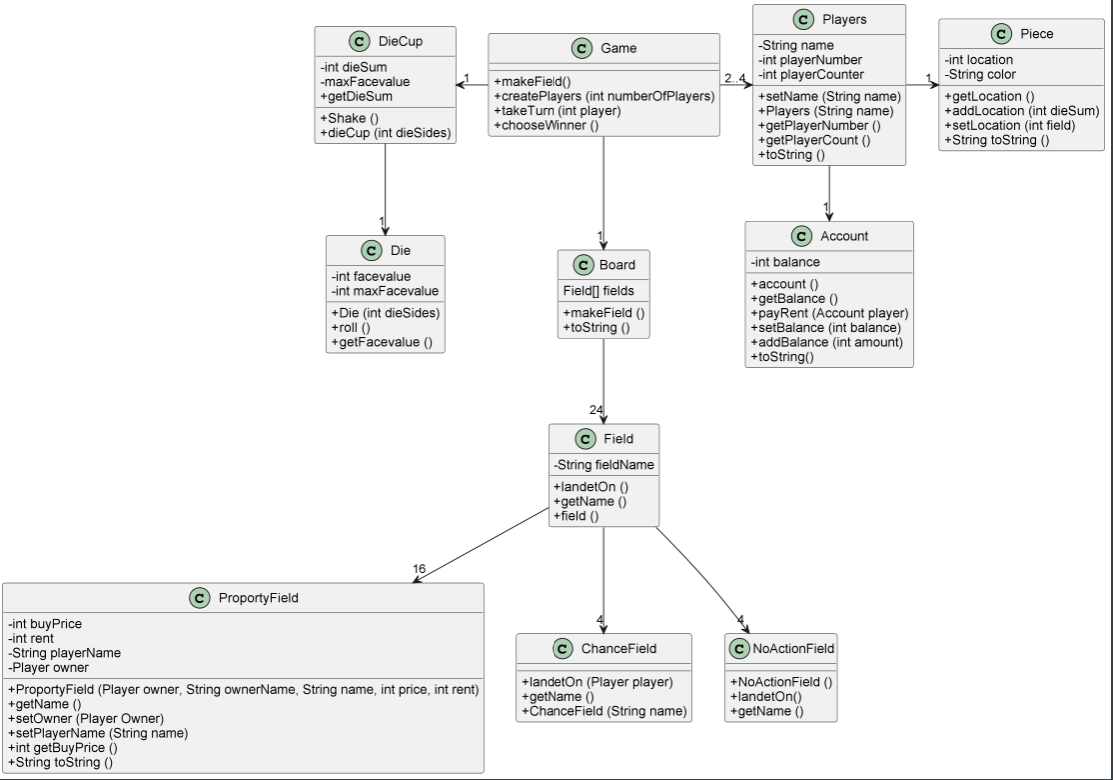 C DieCup
-int dieSum
-maxFacevalue
+getDieSum
+Shake ()
+dieCup (int dieSides)
C Game
+makeField()
+createPlayers (int numberOfPlayers)
+takeTurn (int player)
+chooseWinner ()
C Players
-String name
-int playerNumber
-int playerCounter
+setName (String name)
+Players (String name)
+getPlayerNumber ()
+getPlayerCount ()
+toString ()
C Piece
-int location
-String color
+getLocation ()
+addLocation (int dieSum)
+setLocation (int field)
+String toString ()
1
2..4
1
1
1
1
C Die
-int facevalue
-int maxFacevalue
+Die (int dieSides)
+roll ()
+getFacevalue ()
C Board
Field[] fields
+makeField ()
+toString ()
C Account
-int balance
+account ()
+getBalance ()
+payRent (Account player)
+setBalance (int balance)
+addBalance (int amount)
+toString()
24
C Field
-String fieldName
+landetOn ()
+getName ()
+field ()
16
4
4
C ProportyField
-int buyPrice
-int rent
-String playerName
-Player owner
+ProportyField (Player owner, String ownerName, String name, int price, int rent)
+getName ()
+setOwner (Player Owner)
+setPlayerName (String name)
+int getBuyPrice ()
+String toString ()
C ChanceField
+landetOn (Player player)
+getName ()
+ChanceField (String name)
C NoActionField
+NoActionField ()
+landetOn()
+getName ()